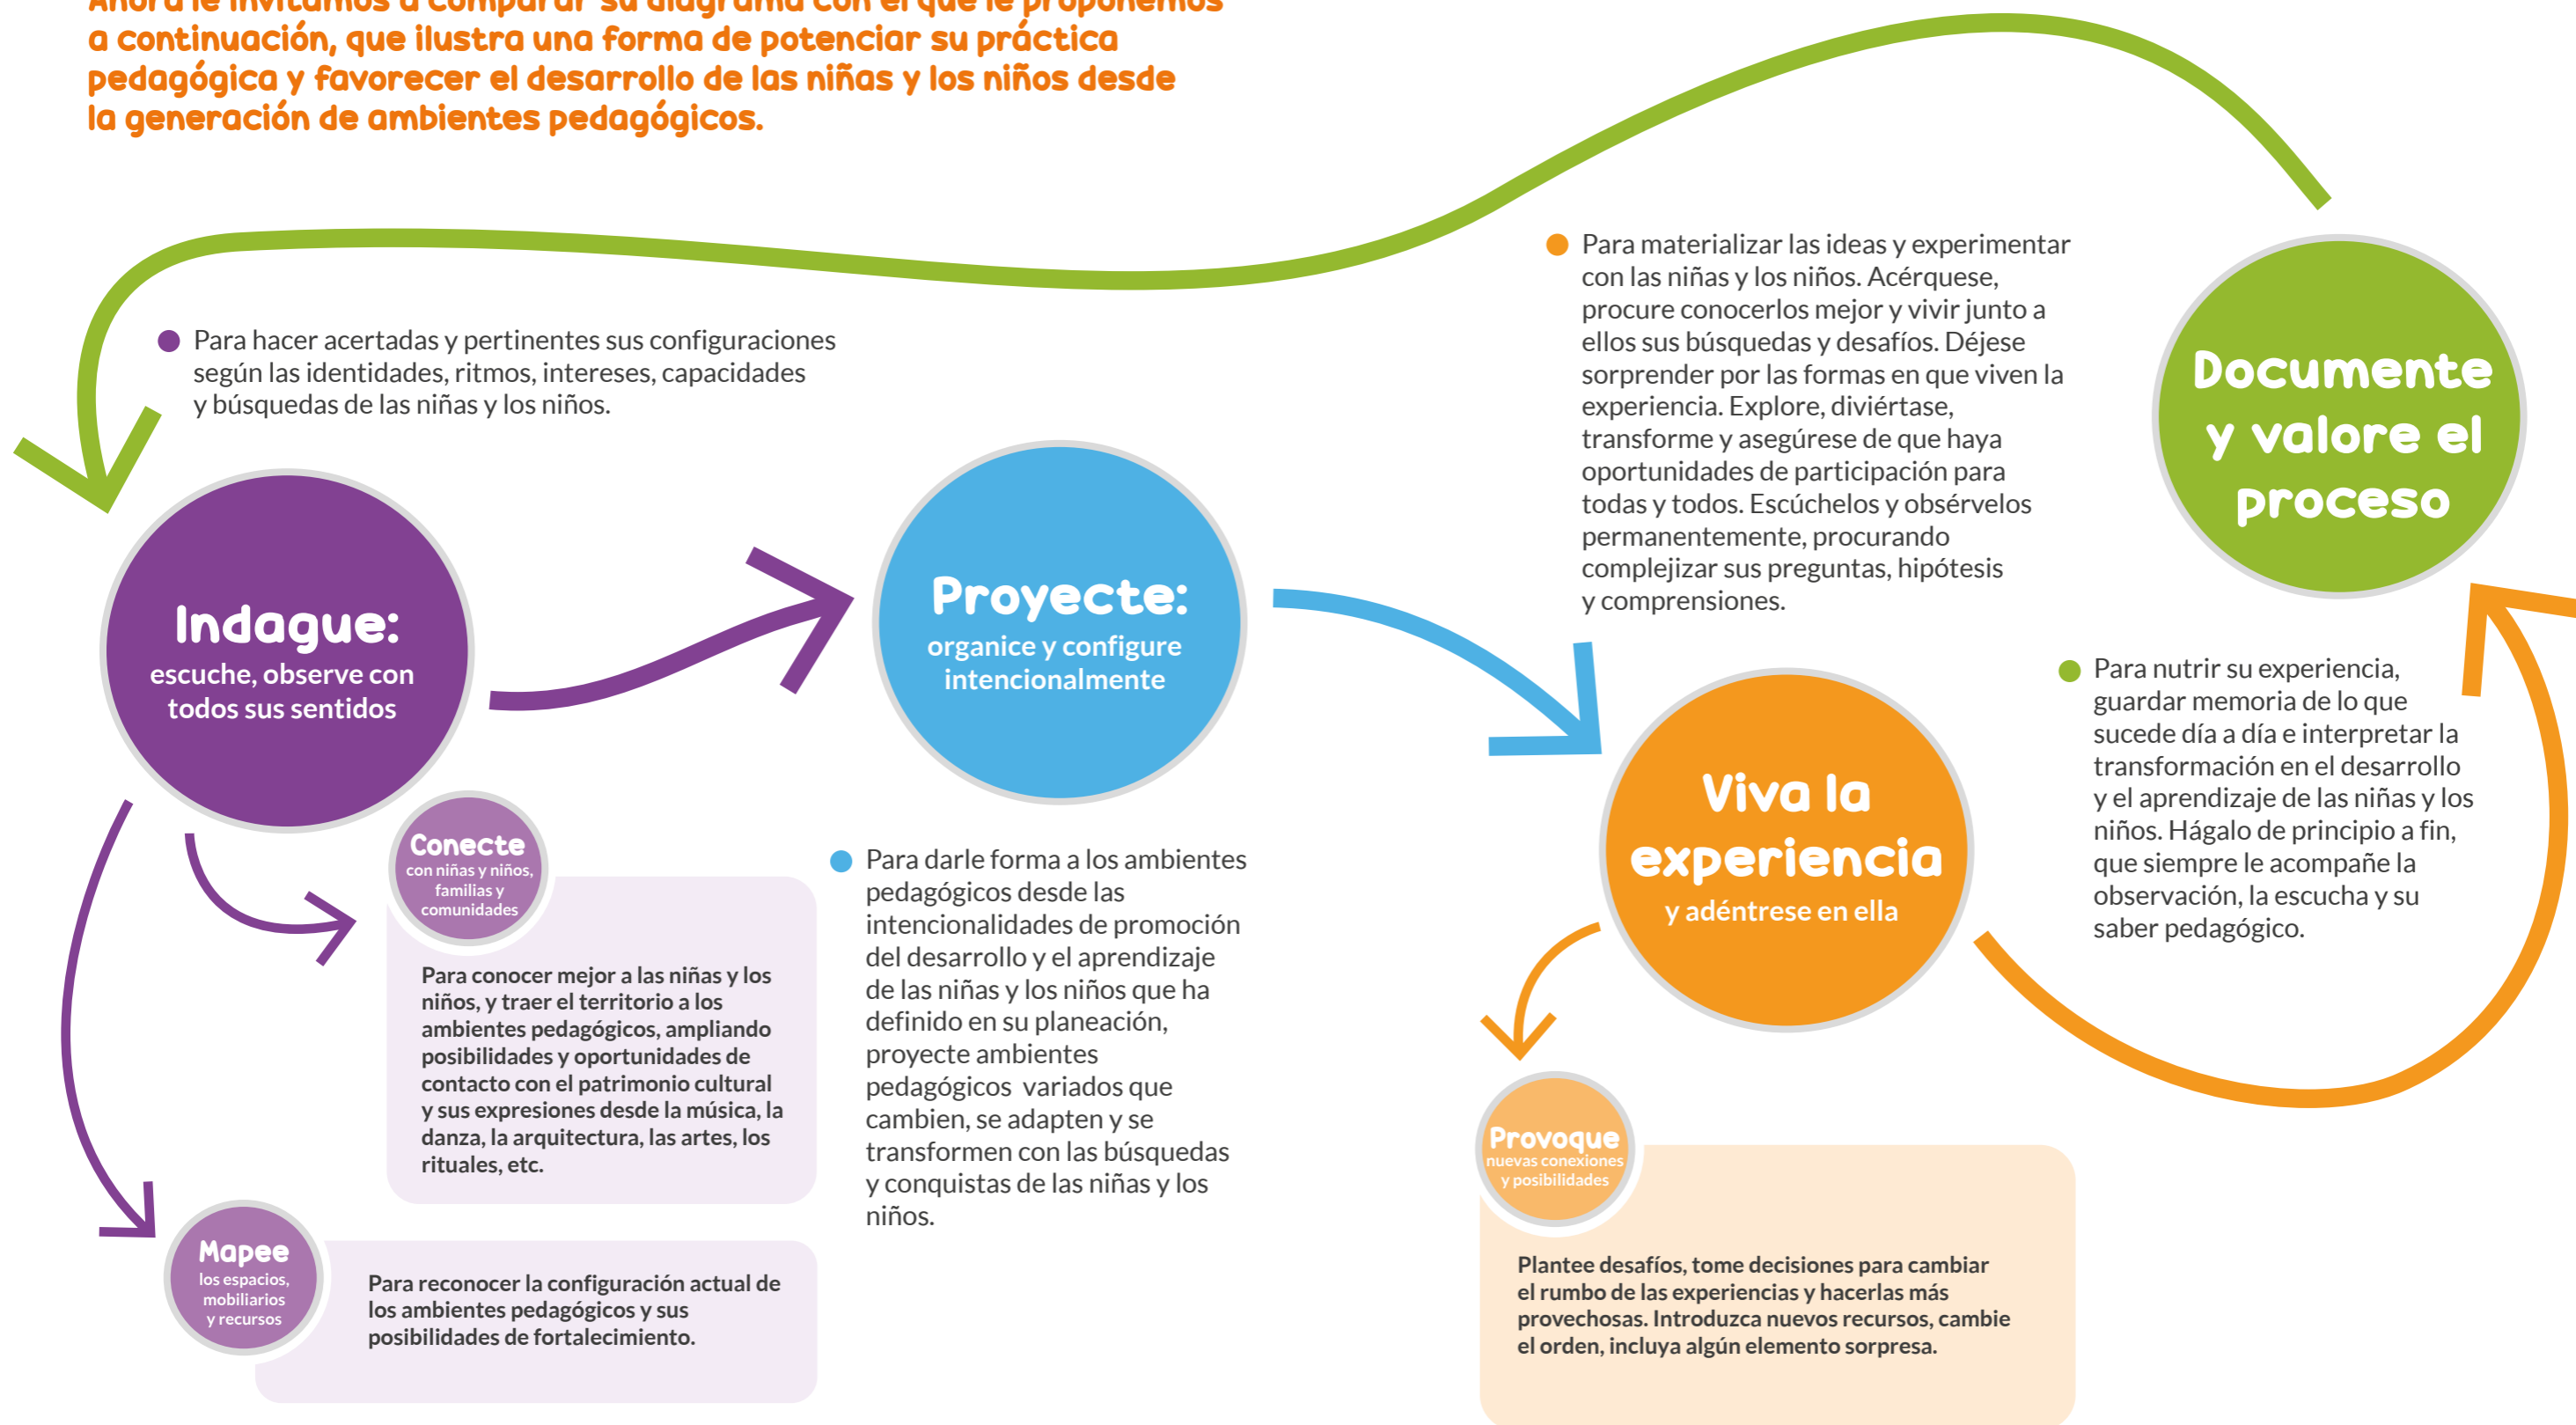 Ahora le invitamos a comparar su diagrama con el que le proponemos
a continuación, que ilustra una forma de potenciar su práctica
pedagógica y favorecer el desarrollo de las niñas y los niños desde
la generación de ambientes pedagógicos.
Para hacer acertadas y pertinentes sus configuraciones
según las identidades, ritmos, intereses, capacidades
y búsquedas de las niñas y los niños.
Indague:
escuche, observe con
todos sus sentidos
Conecte
con niñas y niños,
familias y
comunidades
Para conocer mejor a las niñas y los
niños, y traer el territorio a los
ambientes pedagógicos, ampliando
posibilidades y oportunidades de
contacto con el patrimonio cultural
y sus expresiones desde la música, la
danza, la arquitectura, las artes, los
rituales, etc.
Mapee
los espacios,
mobiliarios
y recursos
Para reconocer la configuración actual de
los ambientes pedagógicos y sus
posibilidades de fortalecimiento.
Proyecte:
organice y configure
intencionalmente
Para darle forma a los ambientes
pedagógicos desde las
intencionalidades de promoción
del desarrollo y el aprendizaje
de las niñas y los niños que ha
definido en su planeación,
proyecte ambientes
pedagógicos variados que
cambien, se adapten y se
transformen con las búsquedas
y conquistas de las niñas y los
niños.
Para materializar las ideas y experimentar
con las niñas y los niños. Acérquese,
procure conocerlos mejor y vivir junto a
ellos sus búsquedas y desafíos. Déjese
sorprender por las formas en que viven la
experiencia. Explore, diviértase,
transforme y asegúrese de que haya
oportunidades de participación para
todas y todos. Escúchelos y obsérvelos
permanentemente, procurando
complejizar sus preguntas, hipótesis
y comprensiones.
Viva la
experiencia
y adéntrese en ella
Provoque
nuevas conexiones
y posibilidades
Plantee desafíos, tome decisiones para cambiar
el rumbo de las experiencias y hacerlas más
provechosas. Introduzca nuevos recursos, cambie
el orden, incluya algún elemento sorpresa.
Documente
y valore el
proceso
Para nutrir su experiencia,
guardar memoria de lo que
sucede día a día e interpretar la
transformación en el desarrollo
y el aprendizaje de las niñas y los
niños. Hágalo de principio a fin,
que siempre le acompañe la
observación, la escucha y su
saber pedagógico.